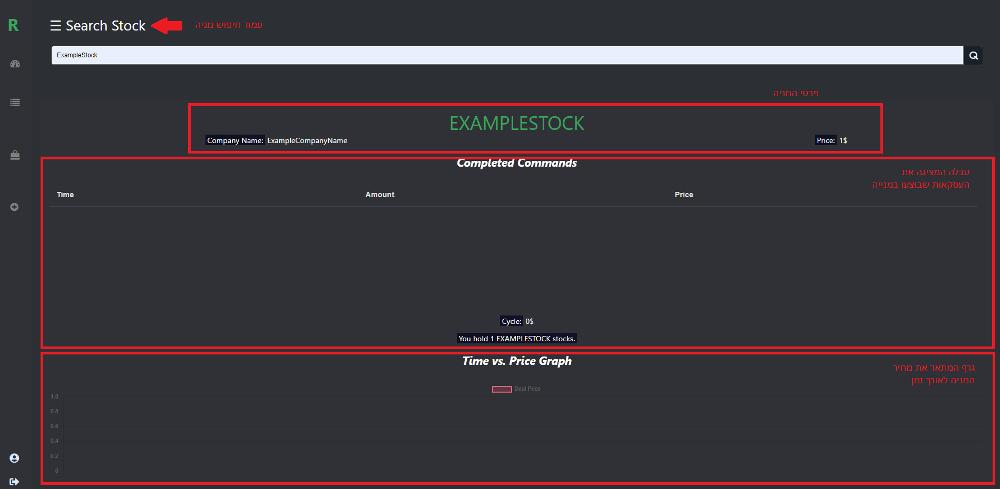 R
Search Stock
עמוד חיפוש מניה
ExampleStock
פרטי המניה
EXAMPLESTOCK
Company Name: ExampleCompanyName
Price: 1$
Completed Commands
טבלה המציגה את
העסקאות שבוצעו במנייה
Time Amount Price
Cycle: 0$
You hold 1 EXAMPLESTOCK stocks.
Time vs. Price Graph
גרף המתאר את מחיר
המניה לאורך זמן
Deal Price
1.0
0.8
0.6
0.4
0.2
0